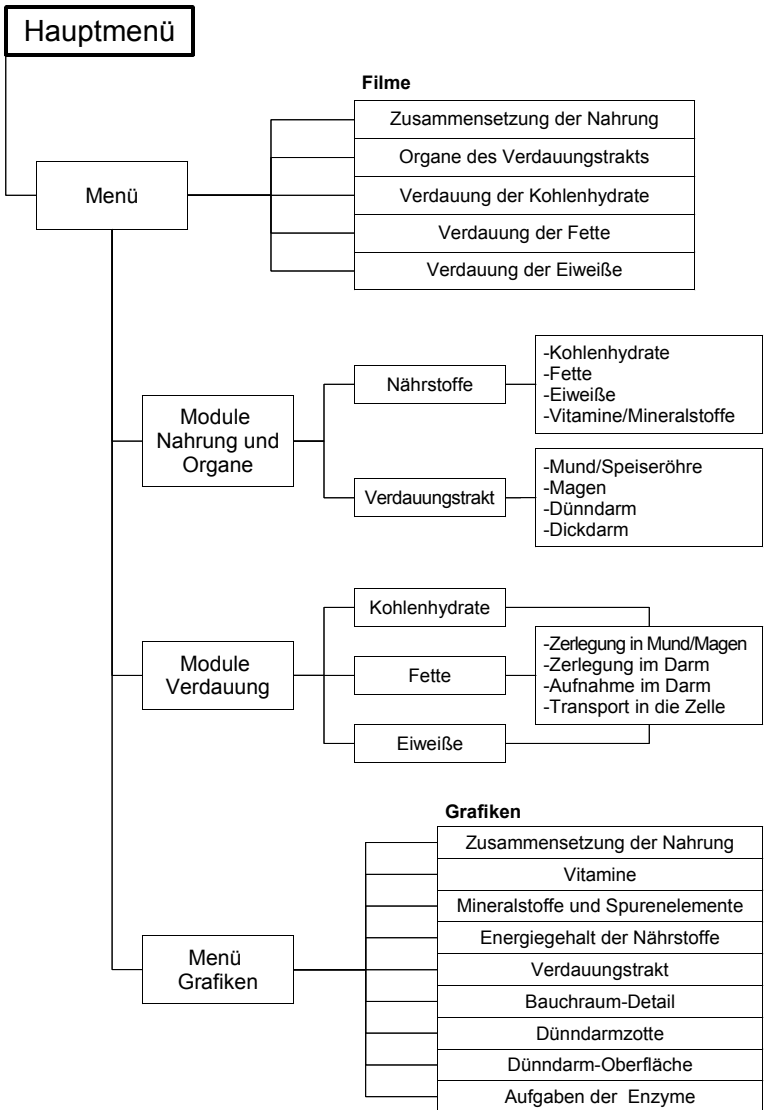 Hauptmenü
Filme
Zusammensetzung der Nahrung
Organe des Verdauungstrakts
Menü
Verdauung der Kohlenhydrate
Verdauung der Fette
Verdauung der Eiweiße
Module
Nahrung und
Organe
Nährstoffe
-Kohlenhydrate
-Fette
-Eiweiße
-Vitamine/Mineralstoffe
Verdauungstrakt
-Mund/Speiseröhre
-Magen
-Dünndarm
-Dickdarm
Module
Verdauung
Kohlenhydrate
Fette
Eiweiße
-Zerlegung in Mund/Magen
-Zerlegung im Darm
-Aufnahme im Darm
-Transport in die Zelle
Menü
Grafiken
Grafiken
Zusammensetzung der Nahrung
Vitamine
Mineralstoffe und Spurenelemente
Energiegehalt der Nährstoffe
Verdauungstrakt
Bauchraum-Detail
Dünndarmzotte
Dünndarm-Oberfläche
Aufgaben der Enzyme